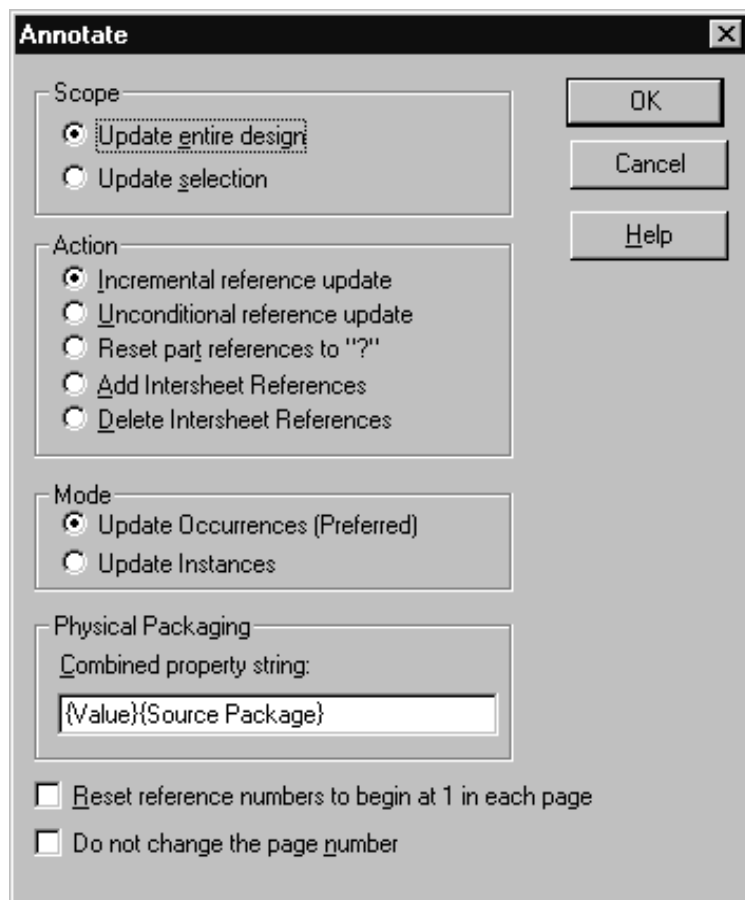 Annotate
Scope
Update entire design
Update selection
OK
Cancel
Help
Action
Incremental reference update
Unconditional reference update
Reset part references to "?"
Add Intersheet References
Delete Intersheet References
Mode
Update Occurrences (Preferred)
Update Instances
Physical Packaging
Combined property string:
{Value}{Source Package}
Reset reference numbers to begin at 1 in each page
Do not change the page number